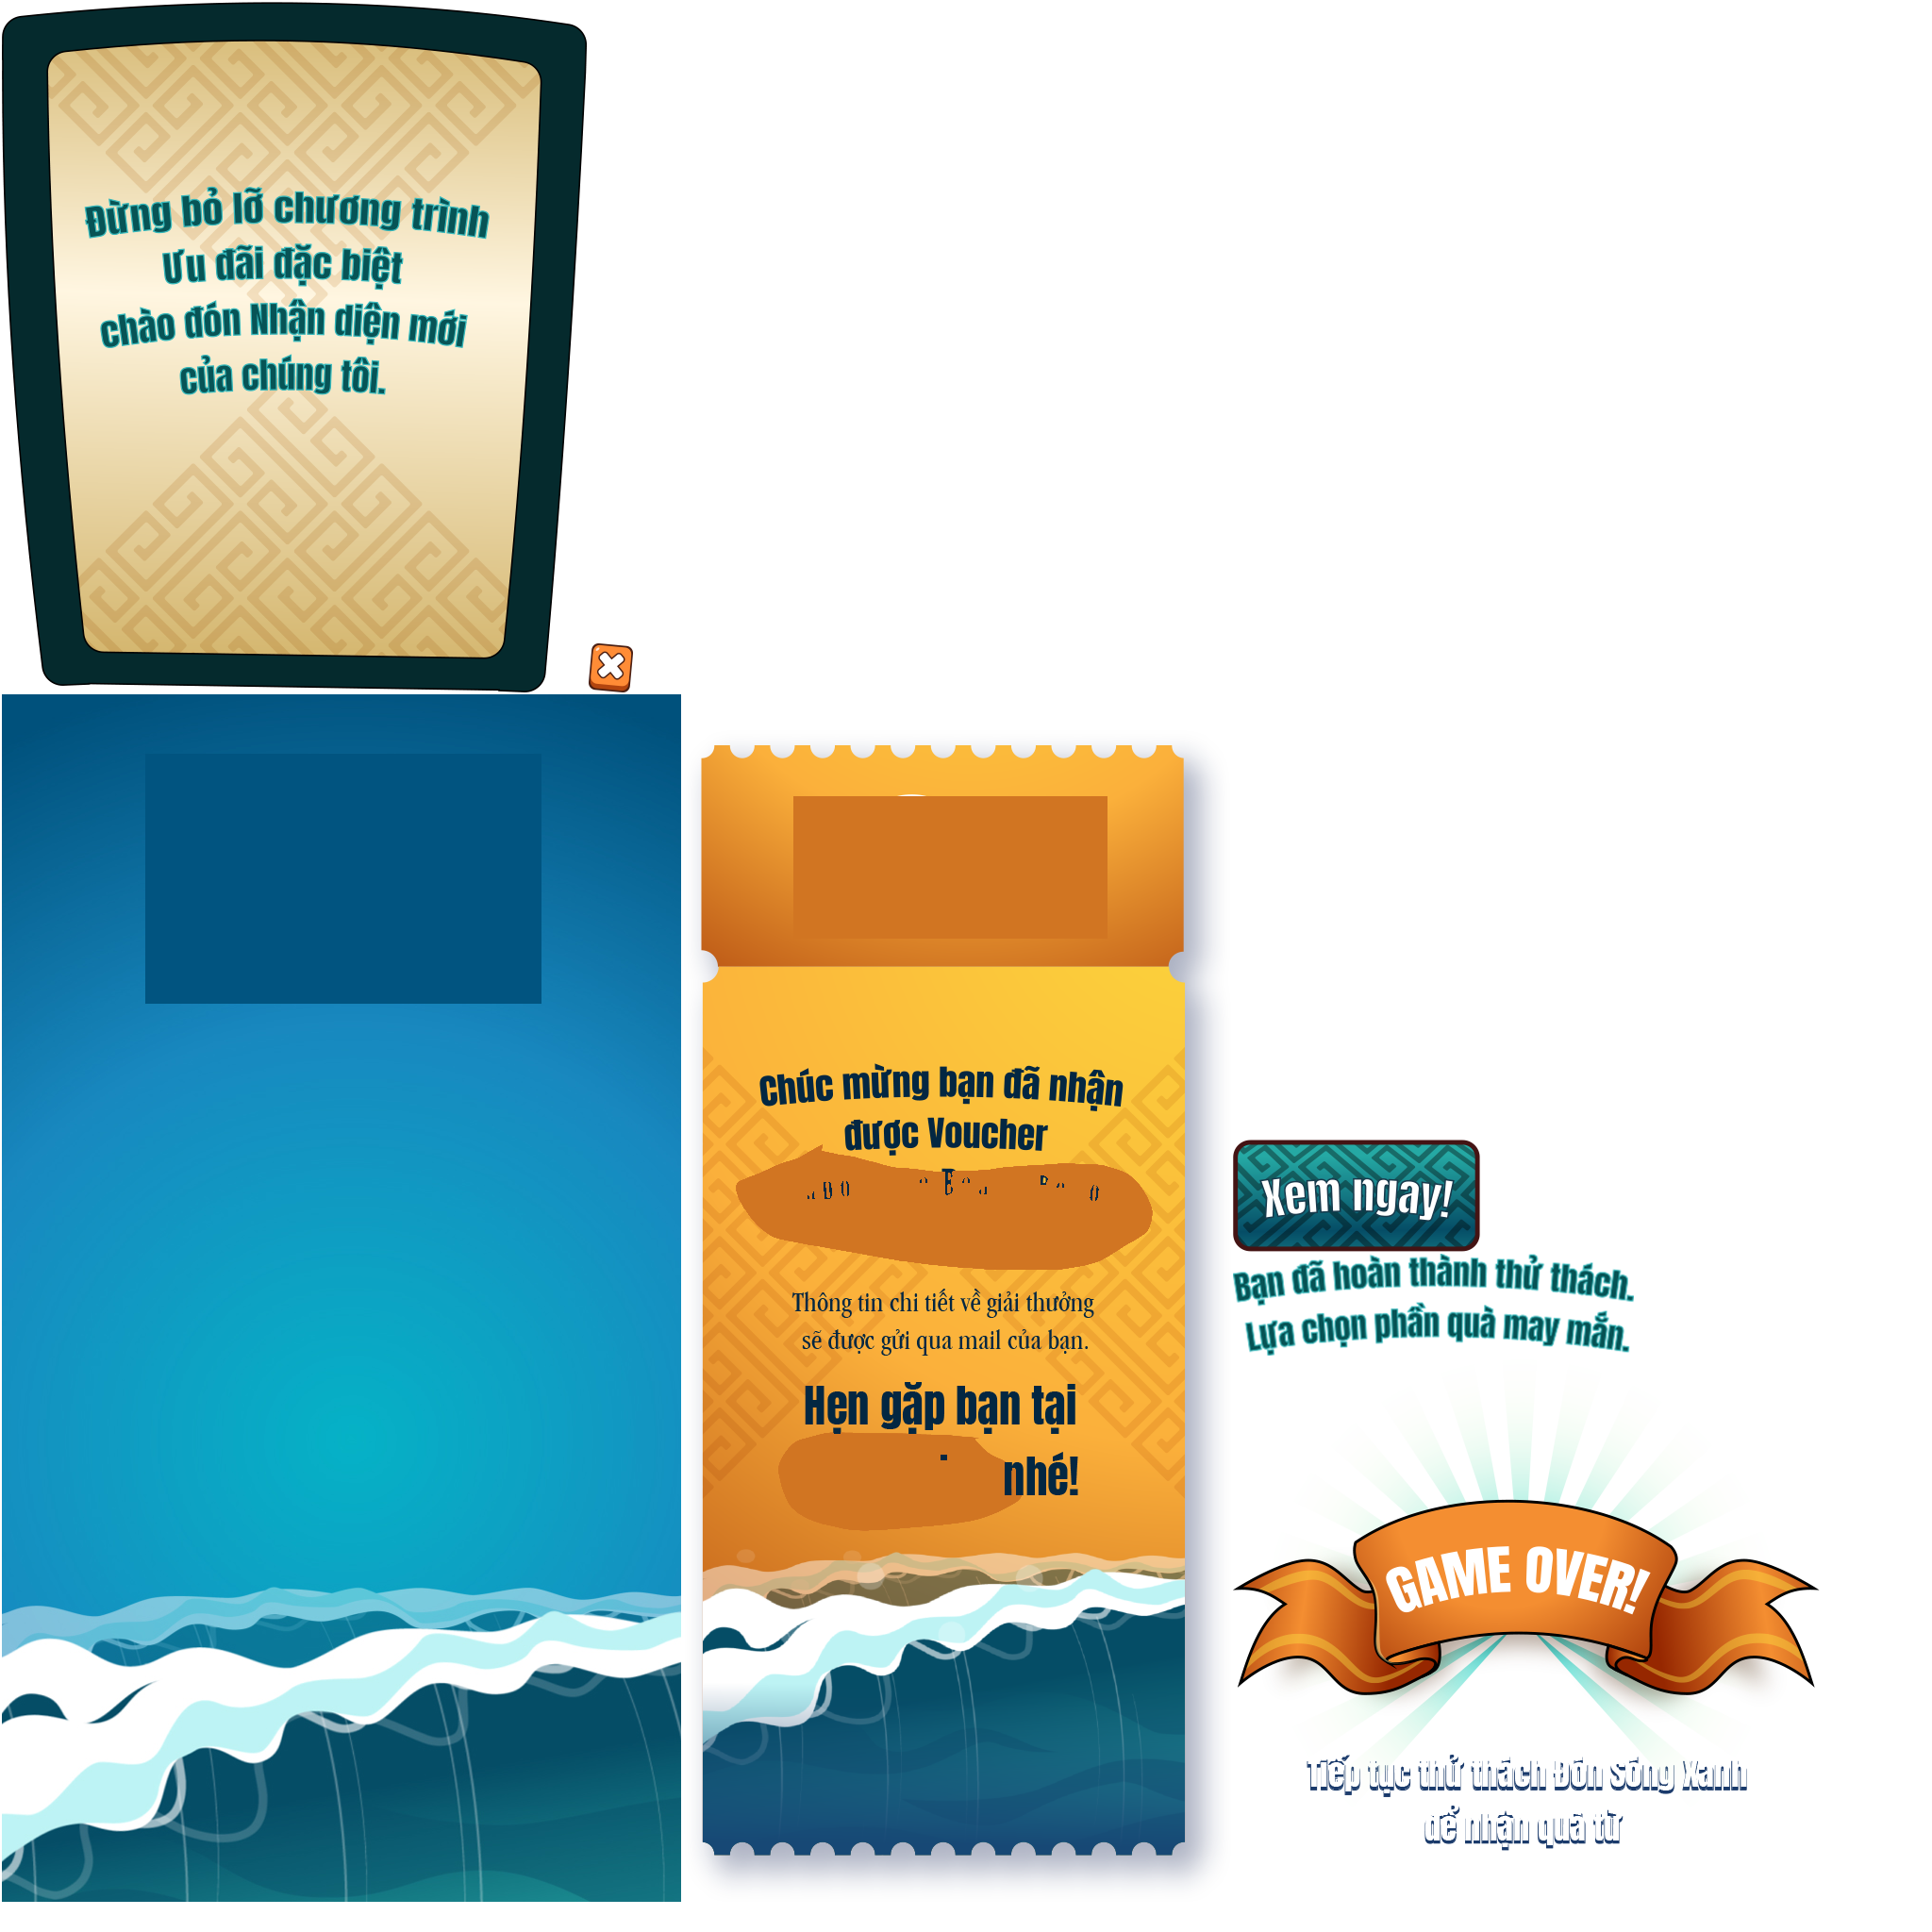 Đừng bỏ lỡ chương trình
Ưu đãi đặc biệt
chào đón Nhận diện mới
của chúng tôi.
Chúc mừng bạn đã nhận
được Voucher
Thông tin chi tiết về giải thưởng
sẽ được gửi qua mail của bạn.
Hẹn gặp bạn tại
nhé!
Xem ngay!
Bạn đã hoàn thành thử thách.
Lựa chọn phần quà may mắn.
GAME OVER!
Tiếp tục thử thách Đón Sóng Xanh
để nhận quà từ